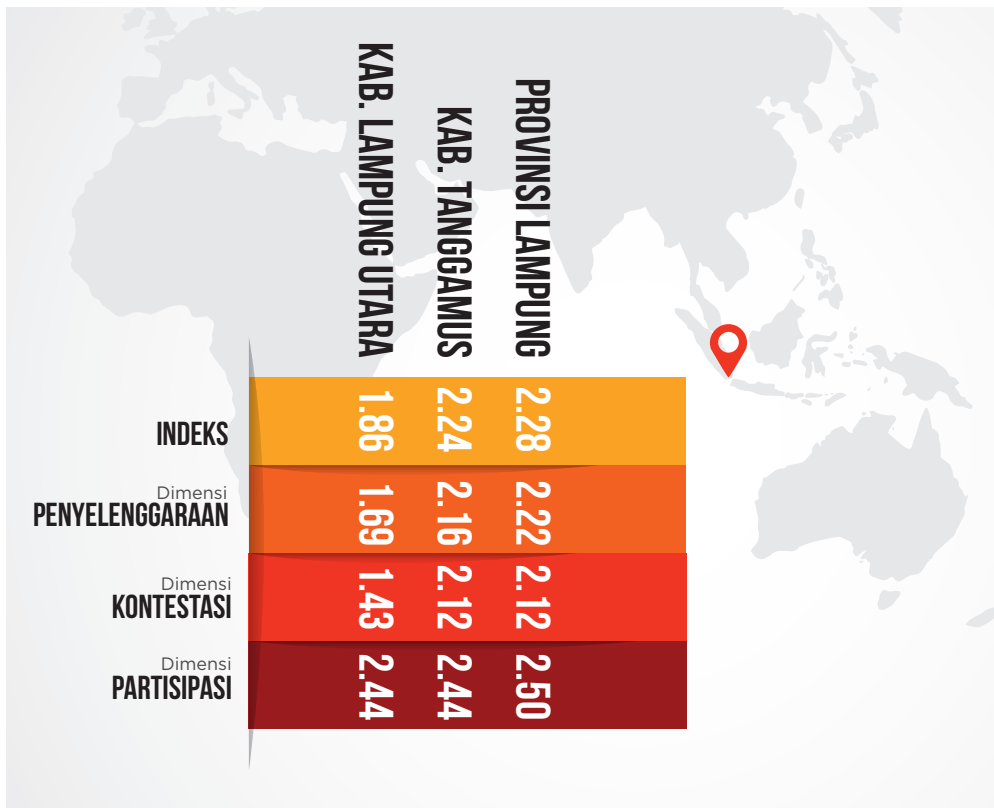 KAB. LAMPUNG UTARA
KAB. TANGGAMUS
PROVINSI LAMPUNG
INDEKS
1.86
2.24
2.28
Dimensi
PENYELENGGARAAN
1.69
2.16
2.22
Dimensi
KONTESTASI
1.43
2.12
2.12
Dimensi
PARTISIPASI
2.44
2.44
2.50